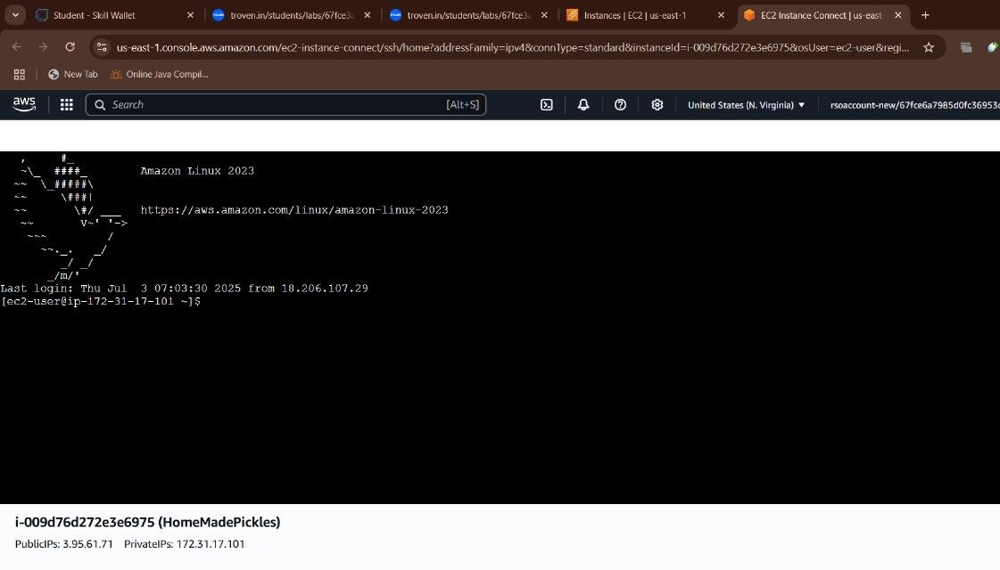 Student - Skill Wallet
troven.in/students/labs/67fce3a
troven.in/students/labs/67fce3a
Instances | EC2 | us-east-1
EC2 Instance Connect | us-east
us-east-1.console.aws.amazon.com/ec2-instance-connect/ssh/home?addressFamily=ipv4&connType=standard&instanceId=i-009d76d272e3e6975&osUser=ec2-user&regi...
New Tab
Online Java Compil...
aws
Search
[Alt+S]
United States (N. Virginia)
rsoaccount-new/67fce6a7985d0fc36953c
   ,     #_
   ~\_  ####_        Amazon Linux 2023
  ~~  \_#####\
  ~~     \###|
  ~~       \#/ ___   https://aws.amazon.com/linux/amazon-linux-2023
   ~~       V~' '->
    ~~~         /
      ~~._.   _/
         _/ _/
       _/m/'
Last login: Thu Jul  3 07:03:30 2025 from 18.206.107.29
[ec2-user@ip-172-31-17-101 ~]$
i-009d76d272e3e6975 (HomeMadePickles)
PublicIPs: 3.95.61.71 PrivateIPs: 172.31.17.101